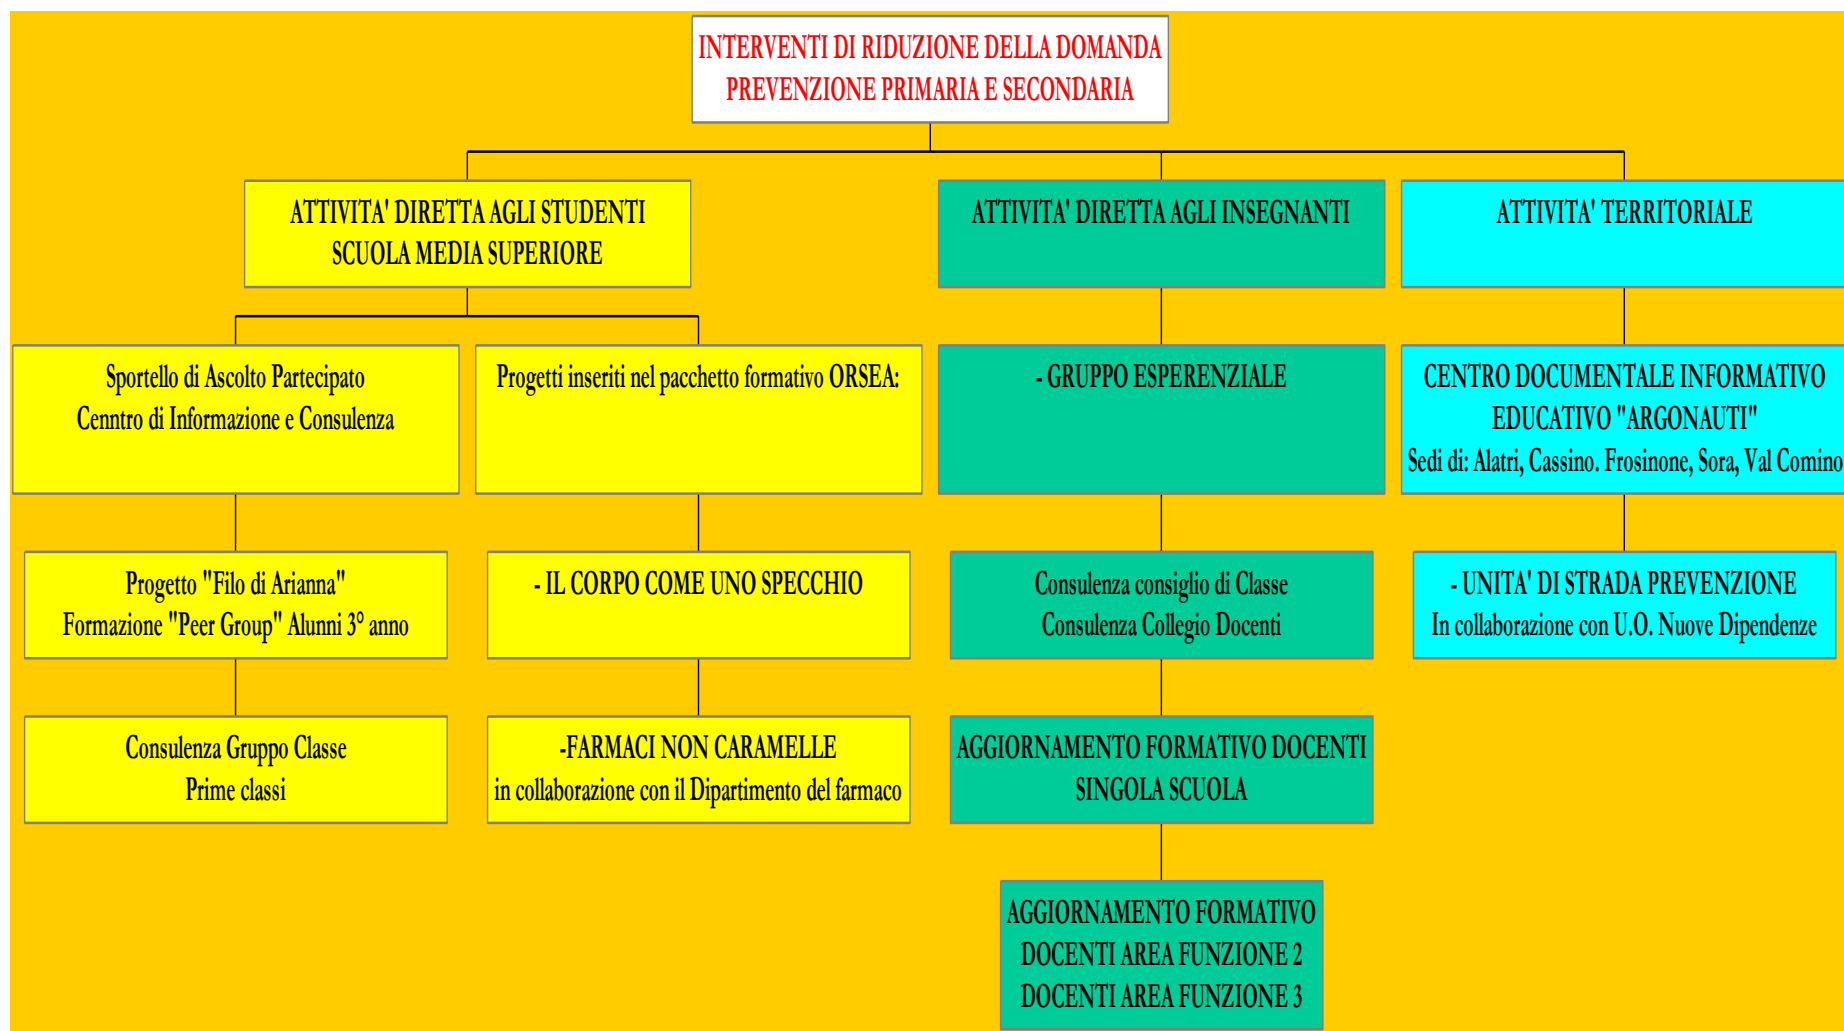 INTERVENTI DI RIDUZIONE DELLA DOMANDA
PREVENZIONE PRIMARIA E SECONDARIA
ATTIVITA' DIRETTA AGLI STUDENTI
SCUOLA MEDIA SUPERIORE
ATTIVITA' DIRETTA AGLI INSEGNANTI
ATTIVITA' TERRITORIALE
Sportello di Ascolto Partecipato
Cenntro di Informazione e Consulenza
Progetti inseriti nel pacchetto formativo ORSEA:
- GRUPPO ESPERENZIALE
CENTRO DOCUMENTALE INFORMATIVO
EDUCATIVO "ARGONAUTI"
Sedi di: Alatri, Cassino. Frosinone, Sora, Val Comino
Progetto "Filo di Arianna"
Formazione "Peer Group" Alunni 3° anno
- IL CORPO COME UNO SPECCHIO
Consulenza consiglio di Classe
Consulenza Collegio Docenti
- UNITA' DI STRADA PREVENZIONE
In collaborazione con U.O. Nuove Dipendenze
Consulenza Gruppo Classe
Prime classi
-FARMACI NON CARAMELLE
in collaborazione con il Dipartimento del farmaco
AGGIORNAMENTO FORMATIVO DOCENTI
SINGOLA SCUOLA
AGGIORNAMENTO FORMATIVO
DOCENTI AREA FUNZIONE 2
DOCENTI AREA FUNZIONE 3